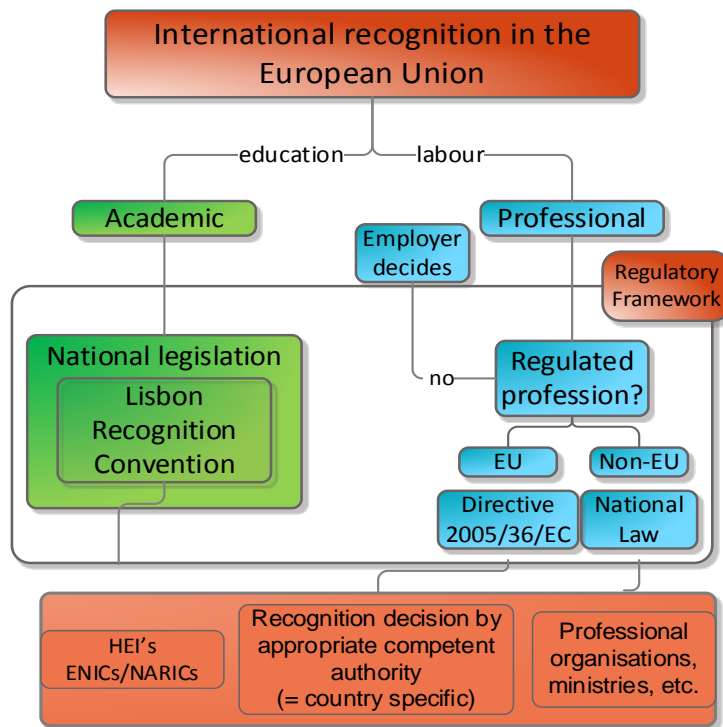 International recognition in the
European Union
education
labour
Academic
Professional
Employer
decides
Regulatory
Framework
National legislation
Lisbon
Recognition
Convention
no
Regulated
profession?
EU
Non-EU
Directive
2005/36/EC
National
Law
HEI's
ENICs/NARICs
Recognition decision by
appropriate competent
authority
(= country specific)
Professional
organisations,
ministries, etc.